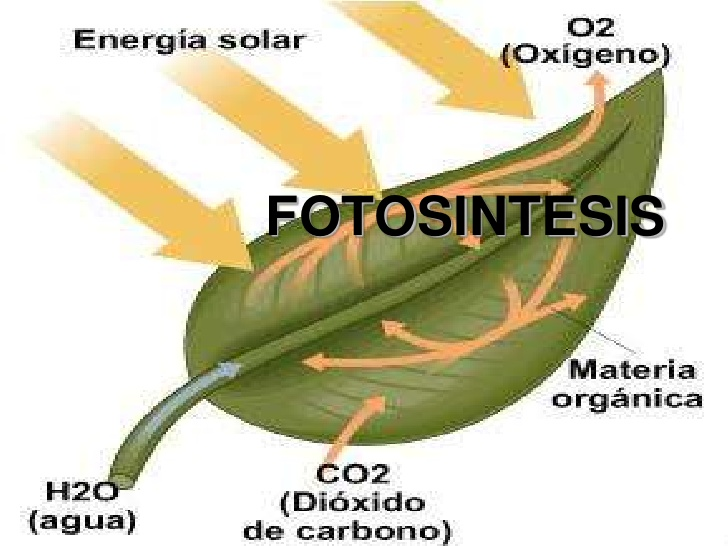 Energía solar
O2
(Oxígeno)
FOTOSINTESIS
Materia
orgánica
CO2
(Dióxido
de carbono)
H2O
(agua)